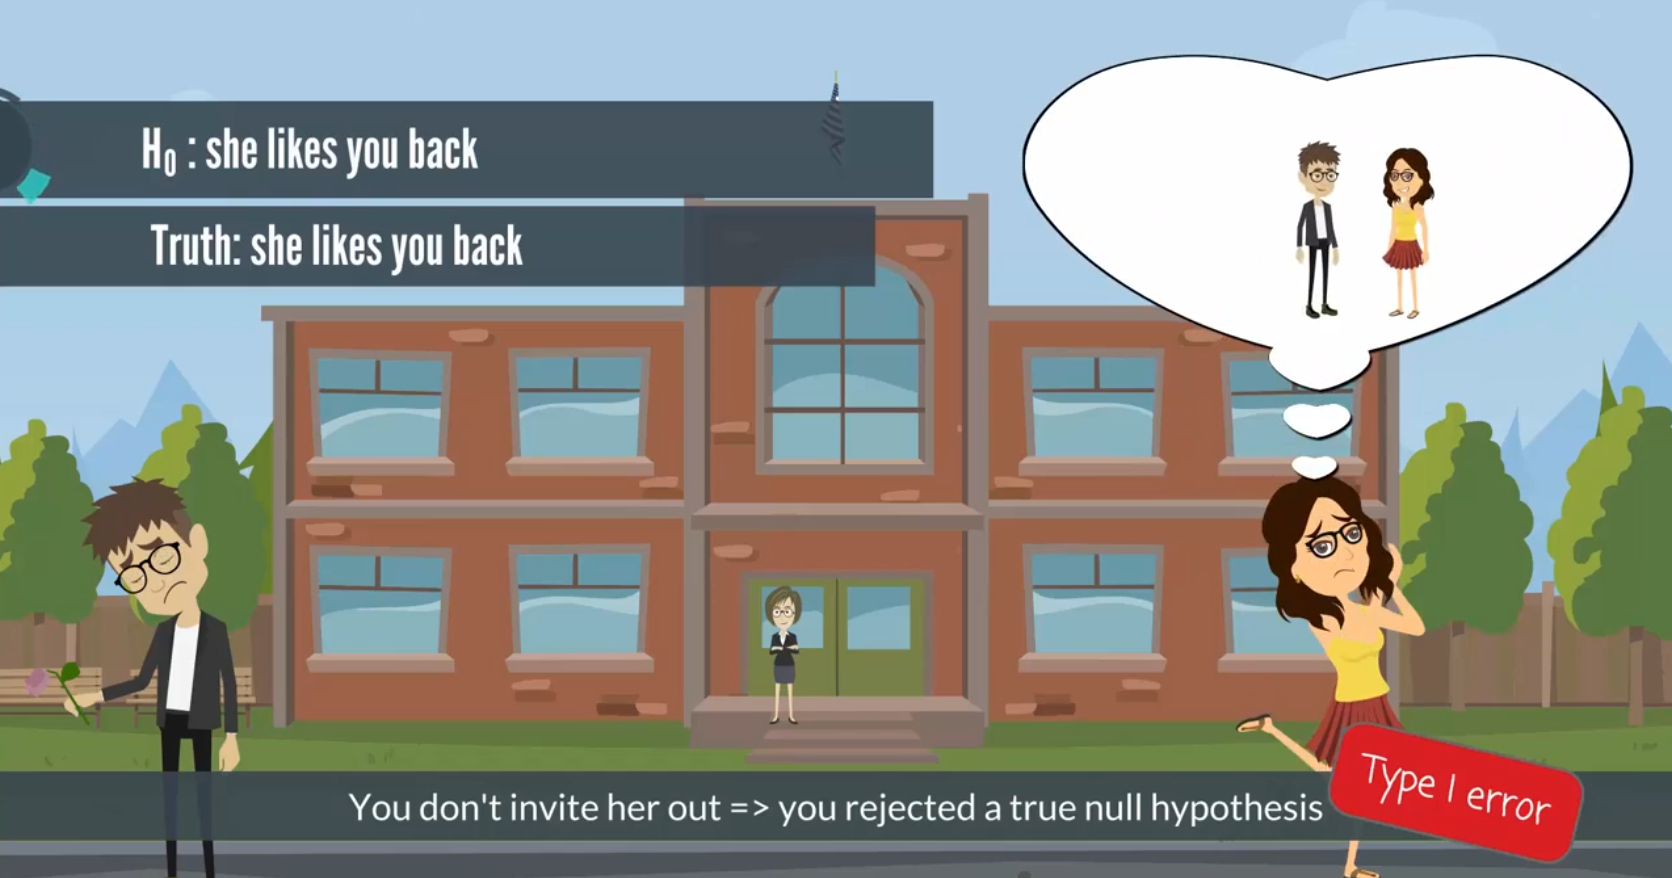 H₀ : she likes you back
Truth: she likes you back
You don't invite her out => you rejected a true null hypothesis
Type I error